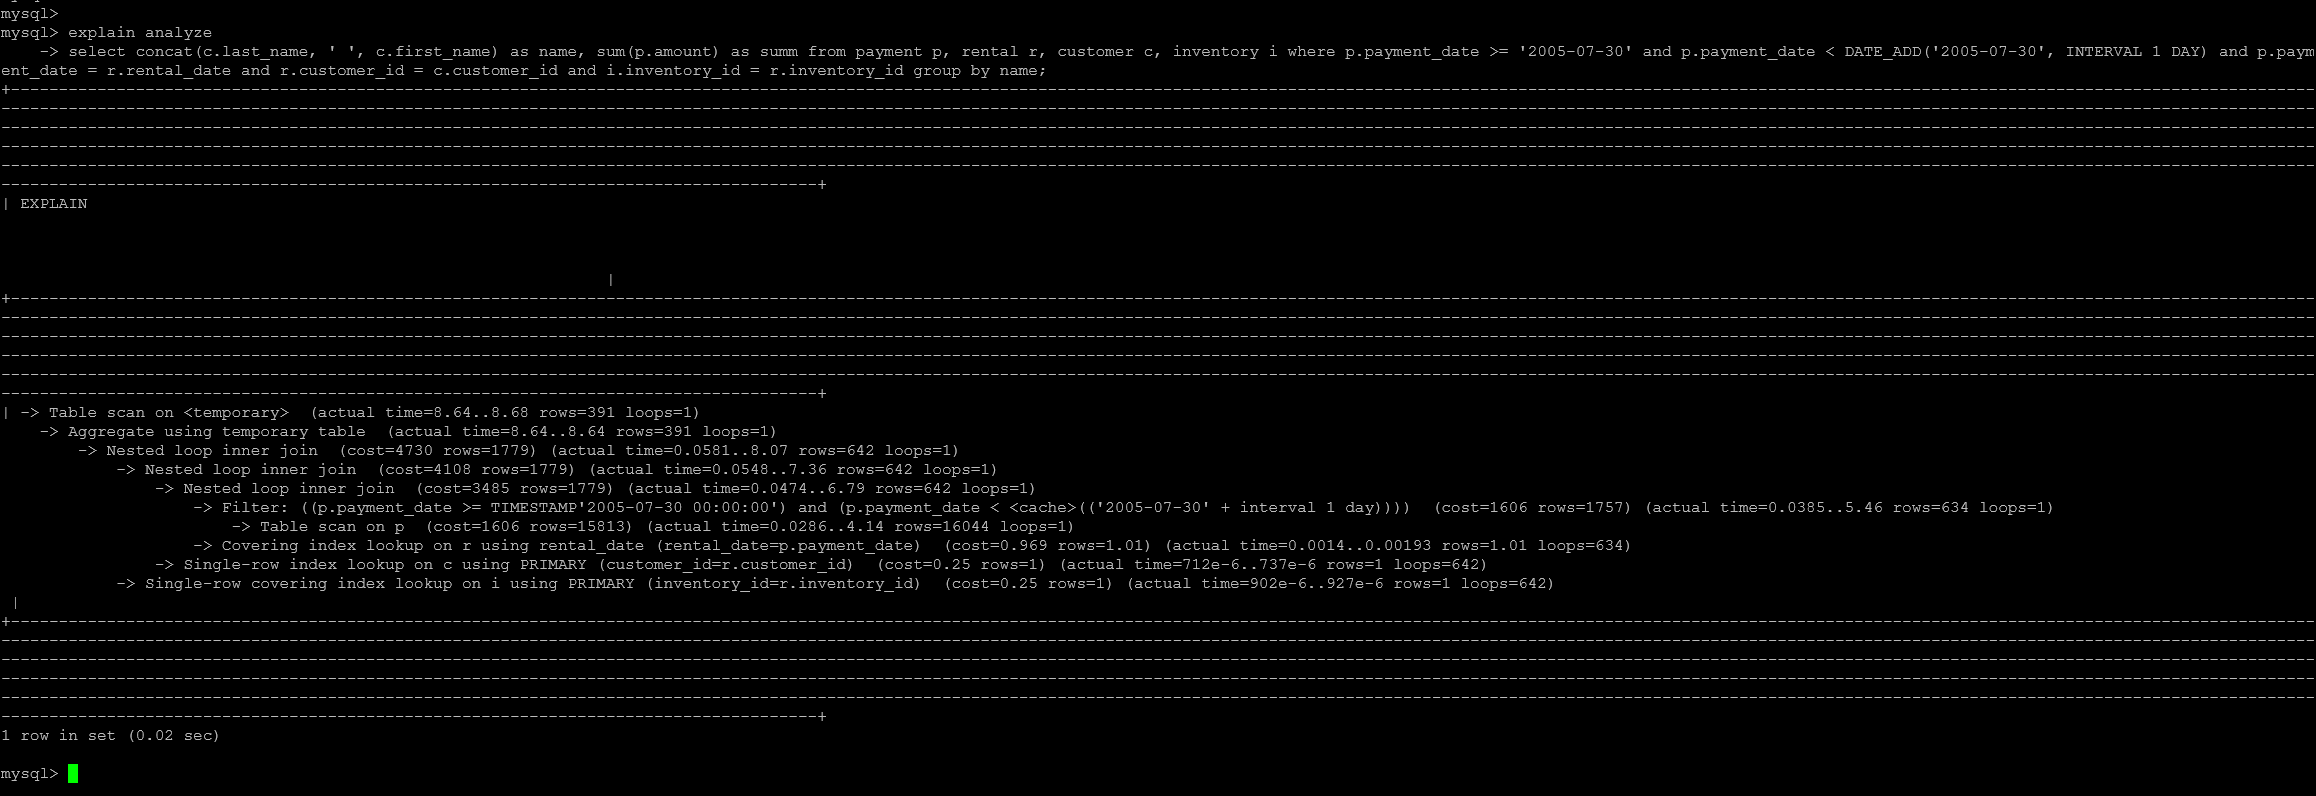 mysql>
mysql> explain analyze
    -> select concat(c.last_name, ' ', c.first_name) as name, sum(p.amount) as summ from payment p, rental r, customer c, inventory i where p.payment_date >= '2005-07-30' and p.payment_date < DATE_ADD('2005-07-30', INTERVAL 1 DAY) and p.paym
ent_date = r.rental_date and r.customer_id = c.customer_id and i.inventory_id = r.inventory_id group by name;
| EXPLAIN
|
| -> Table scan on <temporary>  (actual time=8.64..8.68 rows=391 loops=1)
    -> Aggregate using temporary table  (actual time=8.64..8.64 rows=391 loops=1)
        -> Nested loop inner join  (cost=4730 rows=1779) (actual time=0.0581..8.07 rows=642 loops=1)
            -> Nested loop inner join  (cost=4108 rows=1779) (actual time=0.0548..7.36 rows=642 loops=1)
                -> Nested loop inner join  (cost=3485 rows=1779) (actual time=0.0474..6.79 rows=642 loops=1)
                    -> Filter: ((p.payment_date >= TIMESTAMP'2005-07-30 00:00:00') and (p.payment_date < <cache>(('2005-07-30' + interval 1 day))))  (cost=1606 rows=1757) (actual time=0.0385..5.46 rows=634 loops=1)
                        -> Table scan on p  (cost=1606 rows=15813) (actual time=0.0286..4.14 rows=16044 loops=1)
                    -> Covering index lookup on r using rental_date (rental_date=p.payment_date)  (cost=0.969 rows=1.01) (actual time=0.0014..0.00193 rows=1.01 loops=634)
                -> Single-row index lookup on c using PRIMARY (customer_id=r.customer_id)  (cost=0.25 rows=1) (actual time=712e-6..737e-6 rows=1 loops=642)
            -> Single-row covering index lookup on i using PRIMARY (inventory_id=r.inventory_id)  (cost=0.25 rows=1) (actual time=902e-6..927e-6 rows=1 loops=642)
 |
1 row in set (0.02 sec)
mysql>